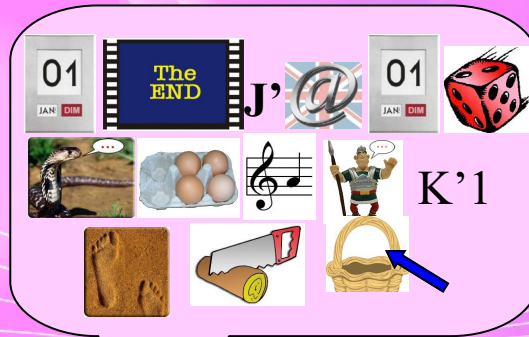 01 The END J' @ 01
JAN DIM JAN DIM
... ... K'1